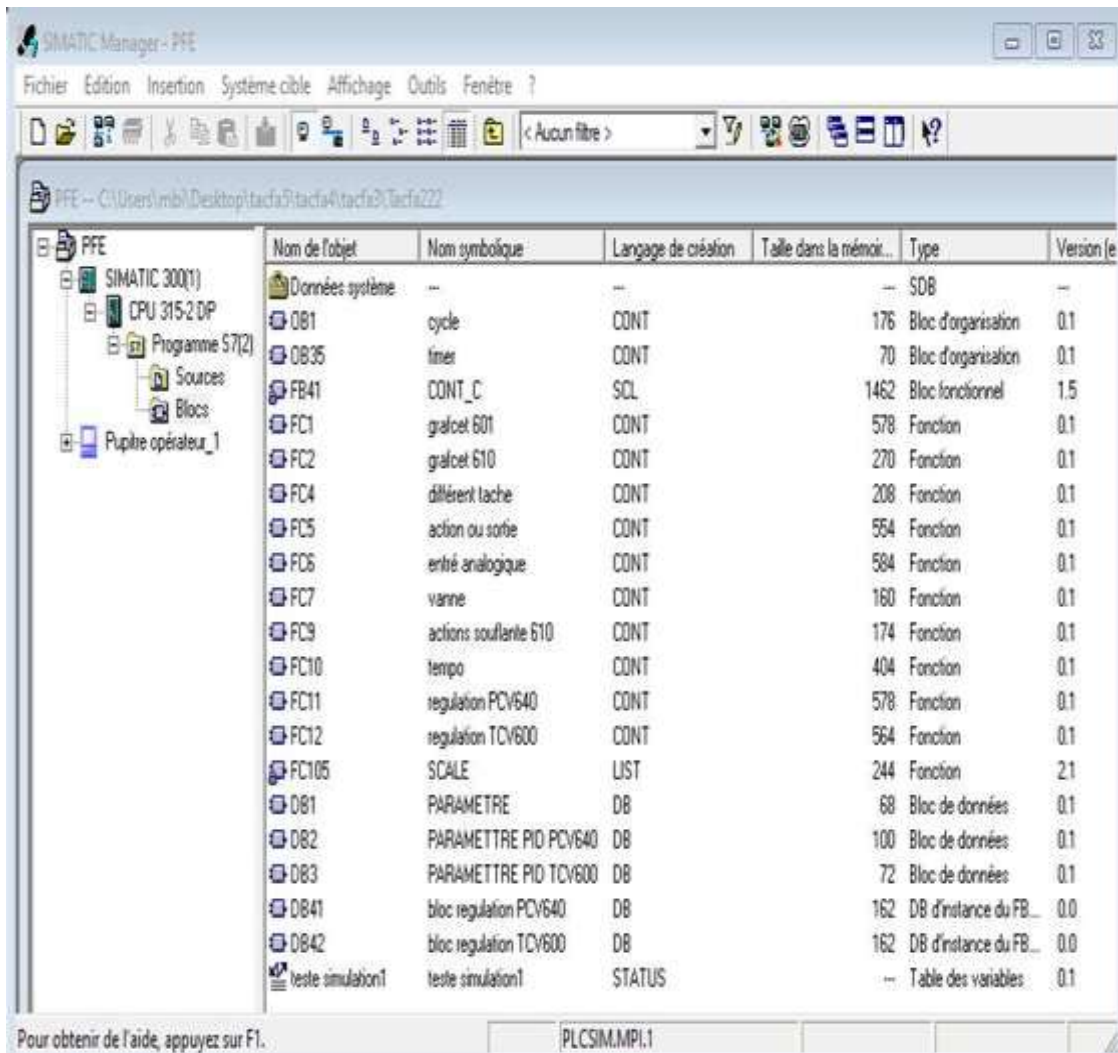 SIMATIC Manager - PFE
Fichier Edition Insertion Système cible Affichage Outils Fenêtre ?
< Aucun filtre >
PFE -- C:\Users\mbi\Desktop\tacfa5\tacfa4\tacfa3\Tacfa222
PFE
SIMATIC 300(1)
CPU 315-2 DP
Programme S7(2)
Sources
Blocs
Pupitre opérateur_1
Nom de l'objet Nom symbolique Langage de création Taille dans la mémoir... Type Version (e
Données système --- --- --- SDB ---
OB1 cycle CONT 176 Bloc d'organisation 0.1
OB35 timer CONT 70 Bloc d'organisation 0.1
FB41 CONT_C SCL 1462 Bloc fonctionnel 1.5
FC1 grafcet 601 CONT 578 Fonction 0.1
FC2 grafcet 610 CONT 270 Fonction 0.1
FC4 différent tache CONT 208 Fonction 0.1
FC5 action ou sortie CONT 554 Fonction 0.1
FC6 entré analogique CONT 584 Fonction 0.1
FC7 vanne CONT 160 Fonction 0.1
FC9 actions souflante 610 CONT 174 Fonction 0.1
FC10 tempo CONT 404 Fonction 0.1
FC11 regulation PCV640 CONT 578 Fonction 0.1
FC12 regulation TCV600 CONT 564 Fonction 0.1
FC105 SCALE LIST 244 Fonction 2.1
DB1 PARAMETRE DB 68 Bloc de données 0.1
DB2 PARAMETTRE PID PCV640 DB 100 Bloc de données 0.1
DB3 PARAMETTRE PID TCV600 DB 72 Bloc de données 0.1
DB41 bloc regulation PCV640 DB 162 DB d'instance du FB... 0.0
DB42 bloc regulation TCV600 DB 162 DB d'instance du FB... 0.0
teste simulation1 teste simulation1 STATUS --- Table des variables 0.1
Pour obtenir de l'aide, appuyez sur F1. PLCSIM.MPI.1